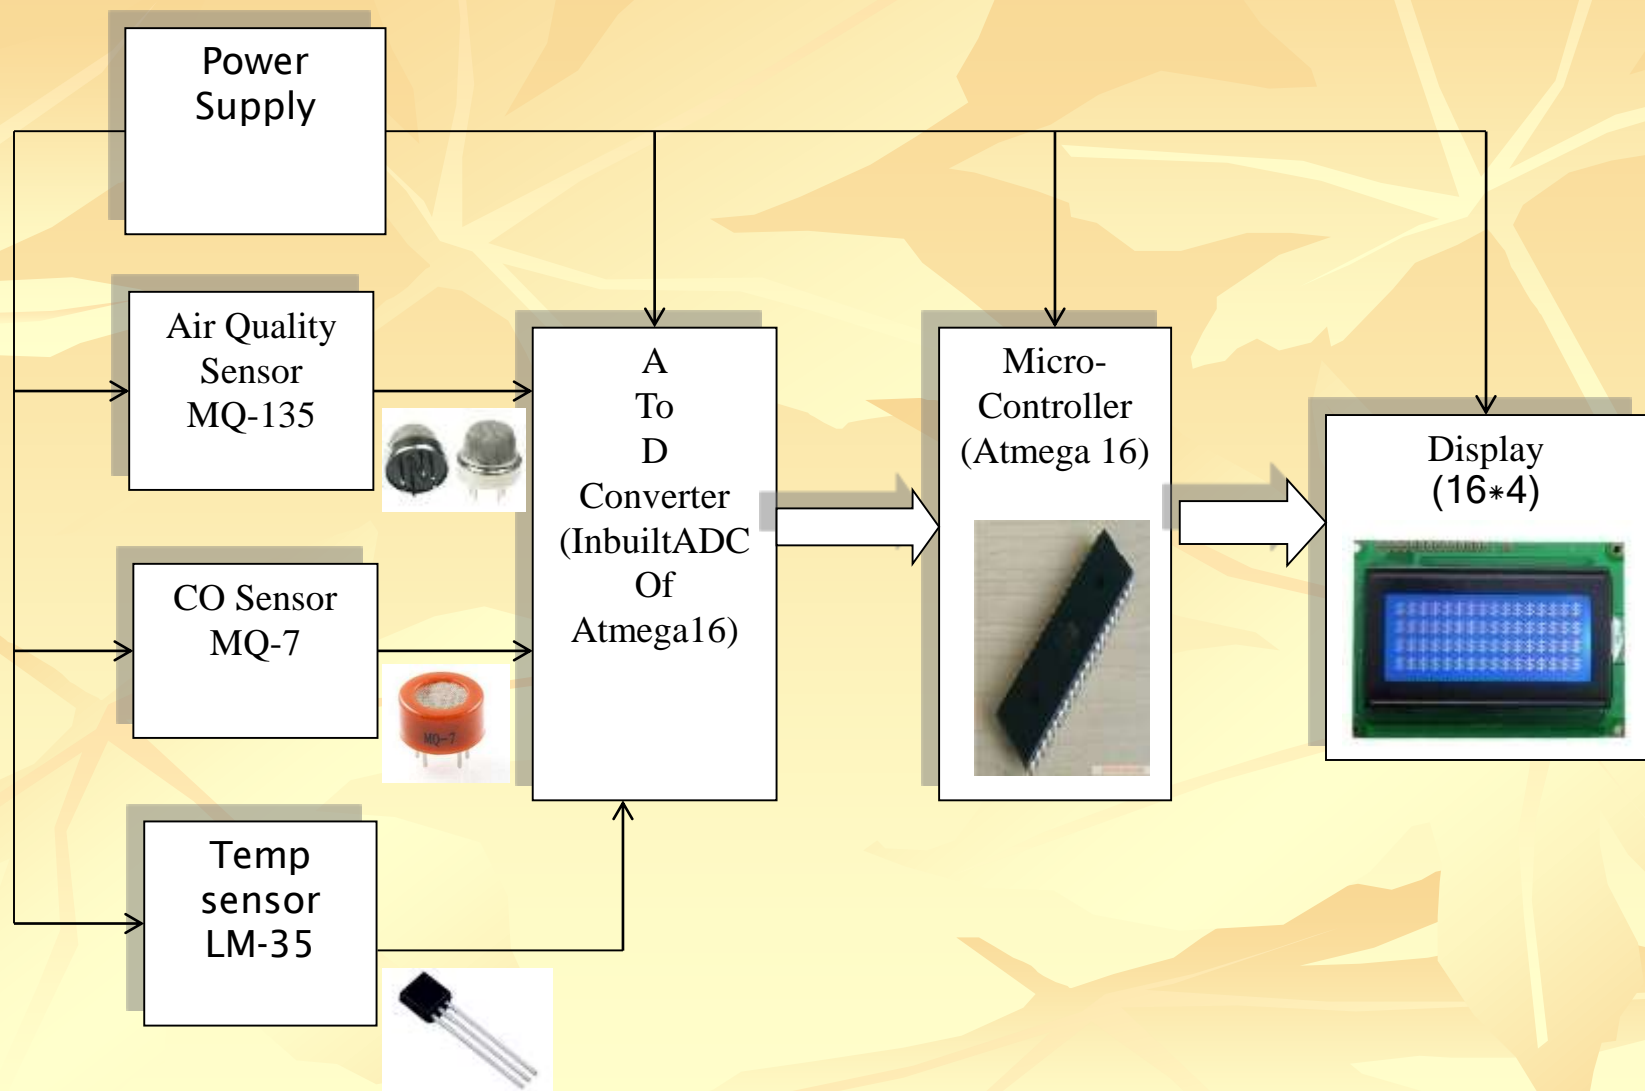 Power
Supply
Air Quality
Sensor
MQ-135
CO Sensor
MQ-7
MQ-7
Temp
sensor
LM-35
A
To
D
Converter
(InbuiltADC
Of
Atmega16)
Micro-
Controller
(Atmega 16)
Display
(16*4)